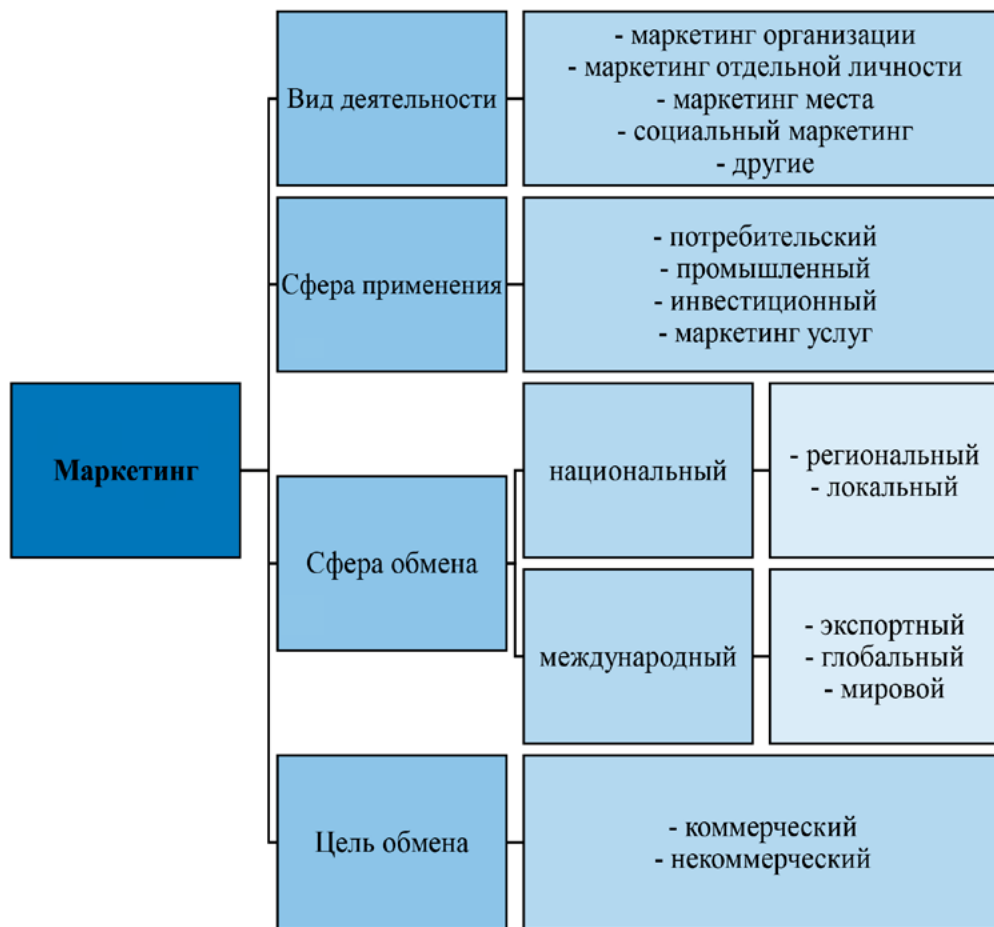 Маркетинг
Вид деятельности
- маркетинг организации
- маркетинг отдельной личности
- маркетинг места
- социальный маркетинг
- другие
Сфера применения
- потребительский
- промышленный
- инвестиционный
- маркетинг услуг
Сфера обмена
национальный
- региональный
- локальный
международный
- экспортный
- глобальный
- мировой
Цель обмена
- коммерческий
- некоммерческий